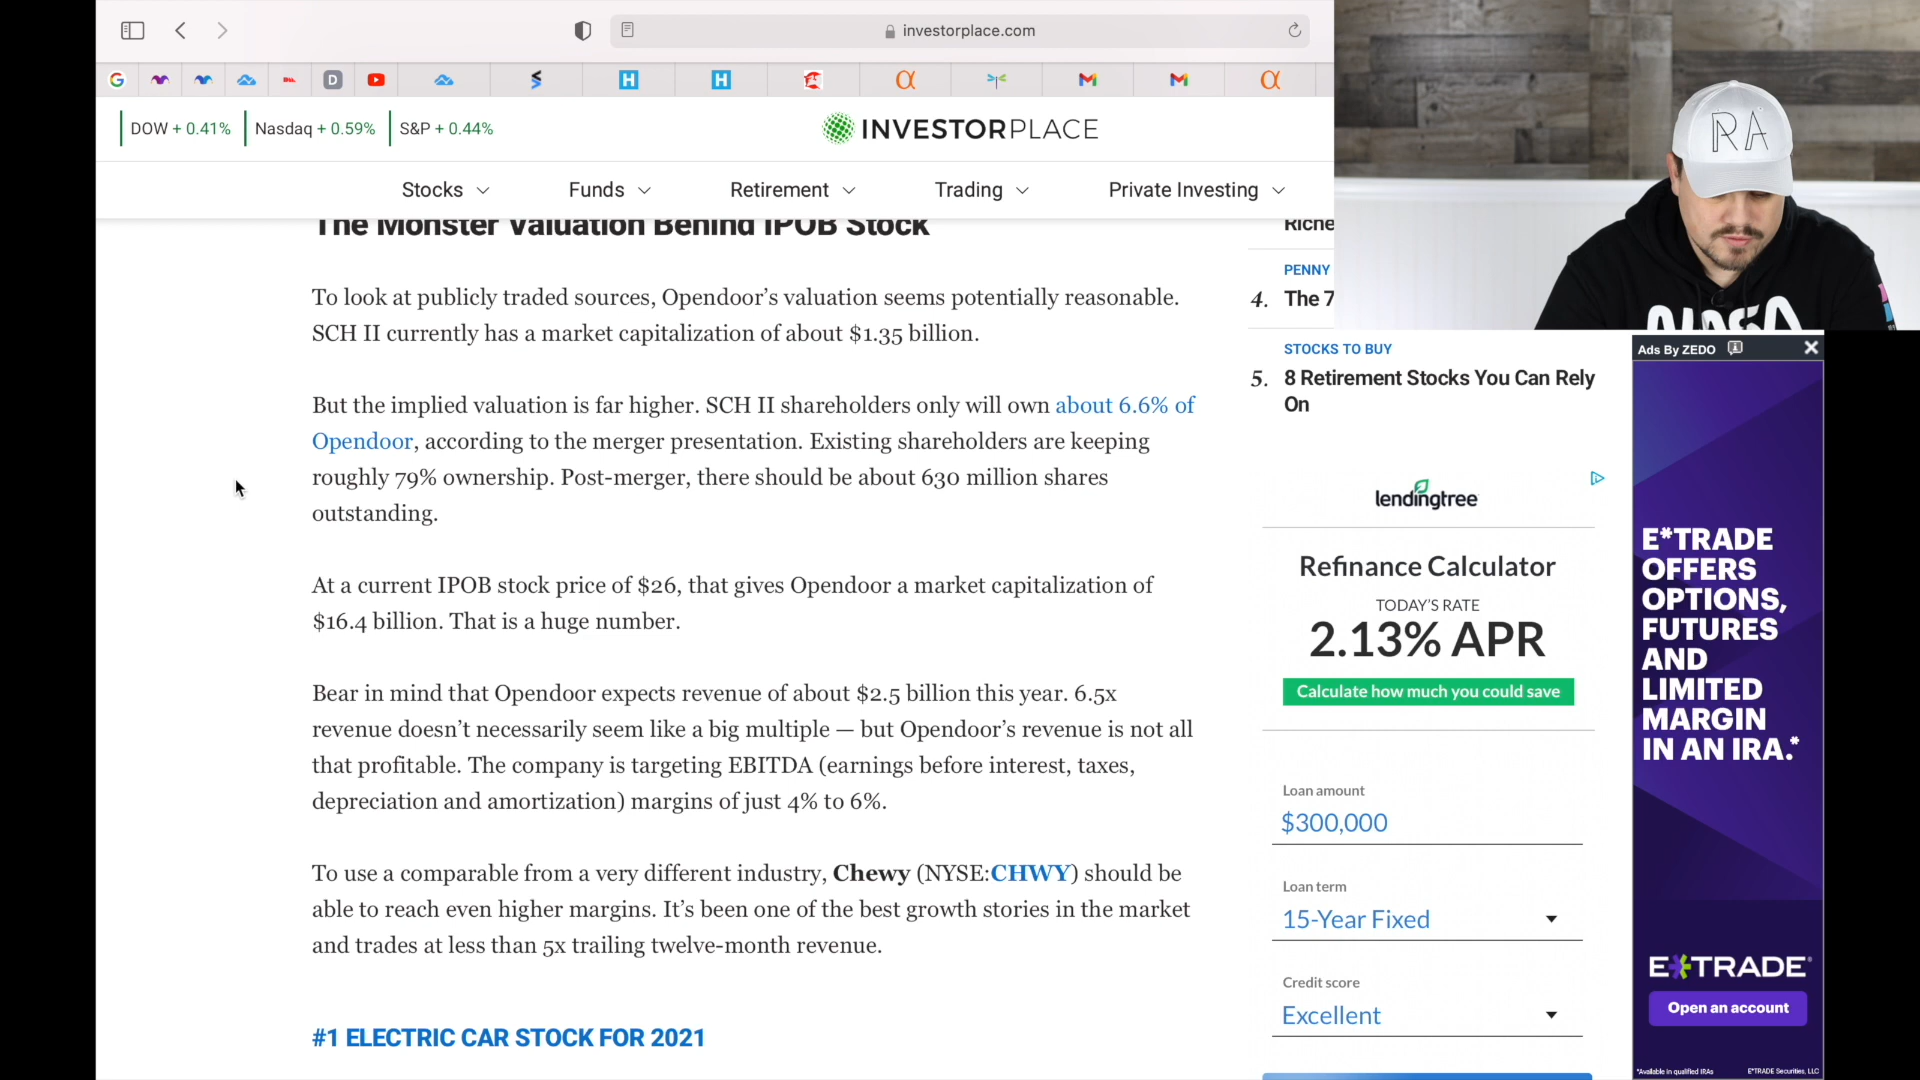 investorplace.com
DOW + 0.41%
Nasdaq + 0.59%
S&P + 0.44%
INVESTORPLACE
Stocks
Funds
Retirement
Trading
Private Investing
The Monster Valuation Behind IPOB Stock
To look at publicly traded sources, Opendoor’s valuation seems potentially reasonable.
SCH II currently has a market capitalization of about $1.35 billion.
But the implied valuation is far higher. SCH II shareholders only will own about 6.6% of
Opendoor, according to the merger presentation. Existing shareholders are keeping
roughly 79% ownership. Post-merger, there should be about 630 million shares
outstanding.
At a current IPOB stock price of $26, that gives Opendoor a market capitalization of
$16.4 billion. That is a huge number.
Bear in mind that Opendoor expects revenue of about $2.5 billion this year. 6.5x
revenue doesn’t necessarily seem like a big multiple — but Opendoor’s revenue is not all
that profitable. The company is targeting EBITDA (earnings before interest, taxes,
depreciation and amortization) margins of just 4% to 6%.
To use a comparable from a very different industry, Chewy (NYSE:CHWY) should be
able to reach even higher margins. It’s been one of the best growth stories in the market
and trades at less than 5x trailing twelve-month revenue.
#1 ELECTRIC CAR STOCK FOR 2021
Riche
PENNY
4. The 7
STOCKS TO BUY
5. 8 Retirement Stocks You Can Rely
On
lendingtree
Refinance Calculator
TODAY’S RATE
2.13% APR
Calculate how much you could save
Loan amount
$300,000
Loan term
15-Year Fixed
Credit score
Excellent
RA
NASA
Ads By ZEDO
E*TRADE
OFFERS
OPTIONS,
FUTURES
AND
LIMITED
MARGIN
IN AN IRA.*
E*TRADE
Open an account
*Available in qualified IRAs
E*TRADE Securities, LLC